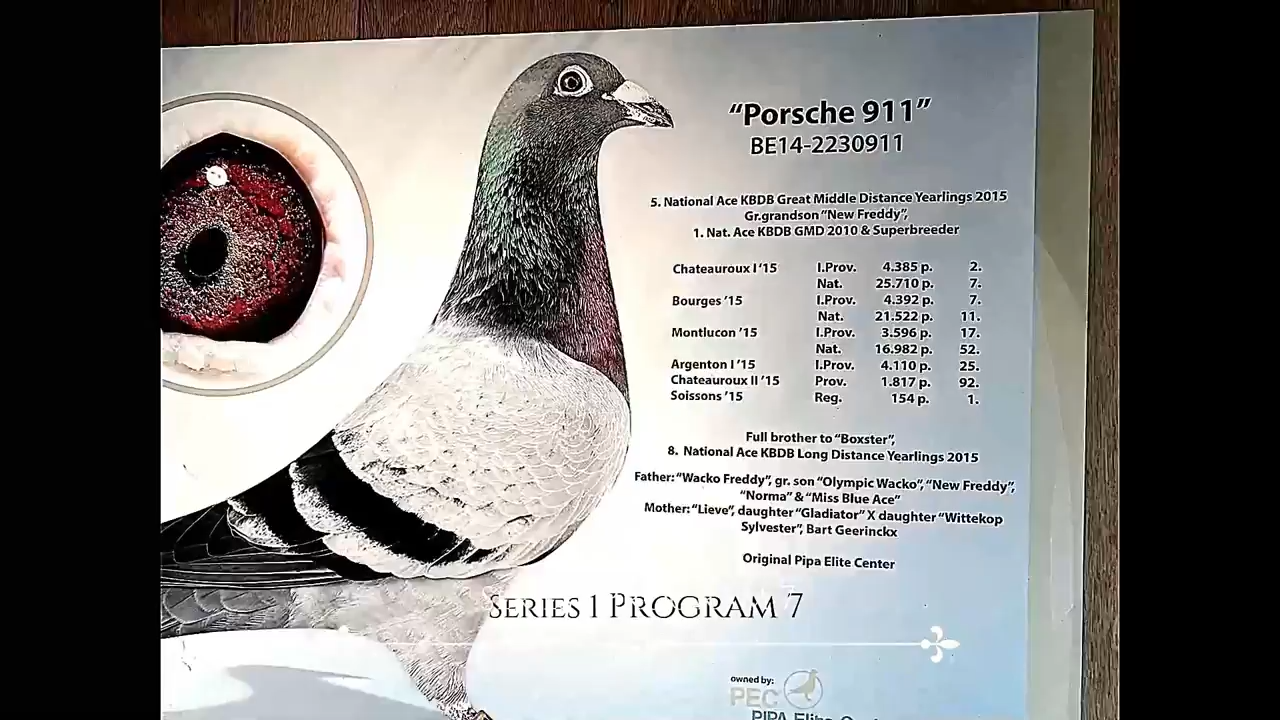 “Porsche 911”
BE14-2230911
5. National Ace KBDB Great Middle Distance Yearlings 2015
Gr.grandson “New Freddy”,
1. Nat. Ace KBDB GMD 2010 & Superbreeder
Chateauroux I ’15 I.Prov. 4.385 p. 2.
Nat. 25.710 p. 7.
Bourges ’15 I.Prov. 4.392 p. 7.
Nat. 21.522 p. 11.
Montlucon ’15 I.Prov. 3.596 p. 17.
Nat. 16.982 p. 52.
Argenton I ’15 I.Prov. 4.110 p. 25.
Chateauroux II ’15 Prov. 1.817 p. 92.
Soissons ’15 Reg. 154 p. 1.
Full brother to “Boxster”,
8. National Ace KBDB Long Distance Yearlings 2015
Father: “Wacko Freddy”, gr. son “Olympic Wacko”, “New Freddy”,
“Norma” & “Miss Blue Ace”
Mother: “Lieve”, daughter “Gladiator” X daughter “Wittekop
Sylvester”, Bart Geerinckx
Original Pipa Elite Center
SERIES 1 PROGRAM 7
owned by:
PEC
PIPA Elite